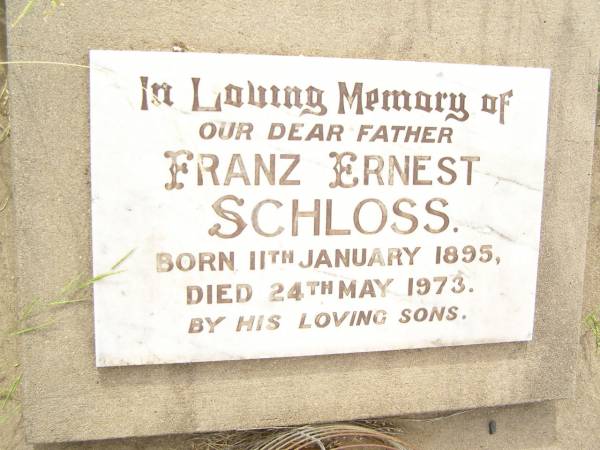 In Loving Memory of
OUR DEAR FATHER
FRANZ ERNEST
SCHLOSS.
BORN 11TH JANUARY 1895,
DIED 24TH MAY 1973.
BY HIS LOVING SONS.